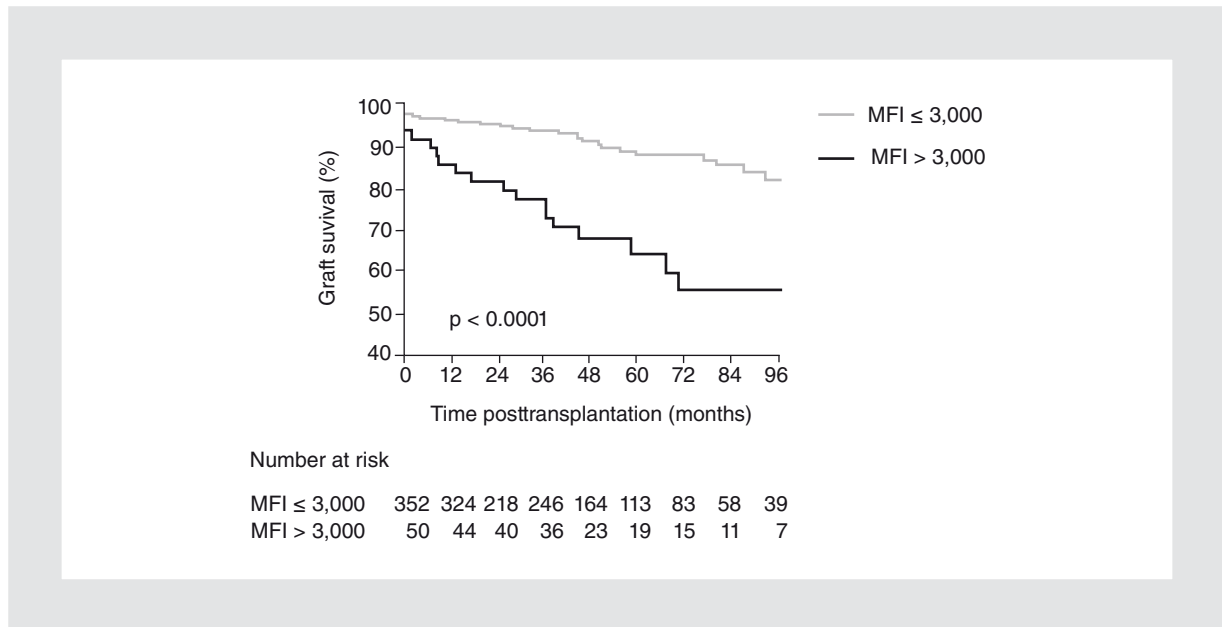 100
90
80
70
60
50
40
Graft suvival (%)
p < 0.0001
0 12 24 36 48 60 72 84 96
Time posttransplantation (months)
MFI ≤ 3,000
MFI > 3,000
Number at risk
MFI ≤ 3,000 352 324 218 246 164 113 83 58 39
MFI > 3,000 50 44 40 36 23 19 15 11 7